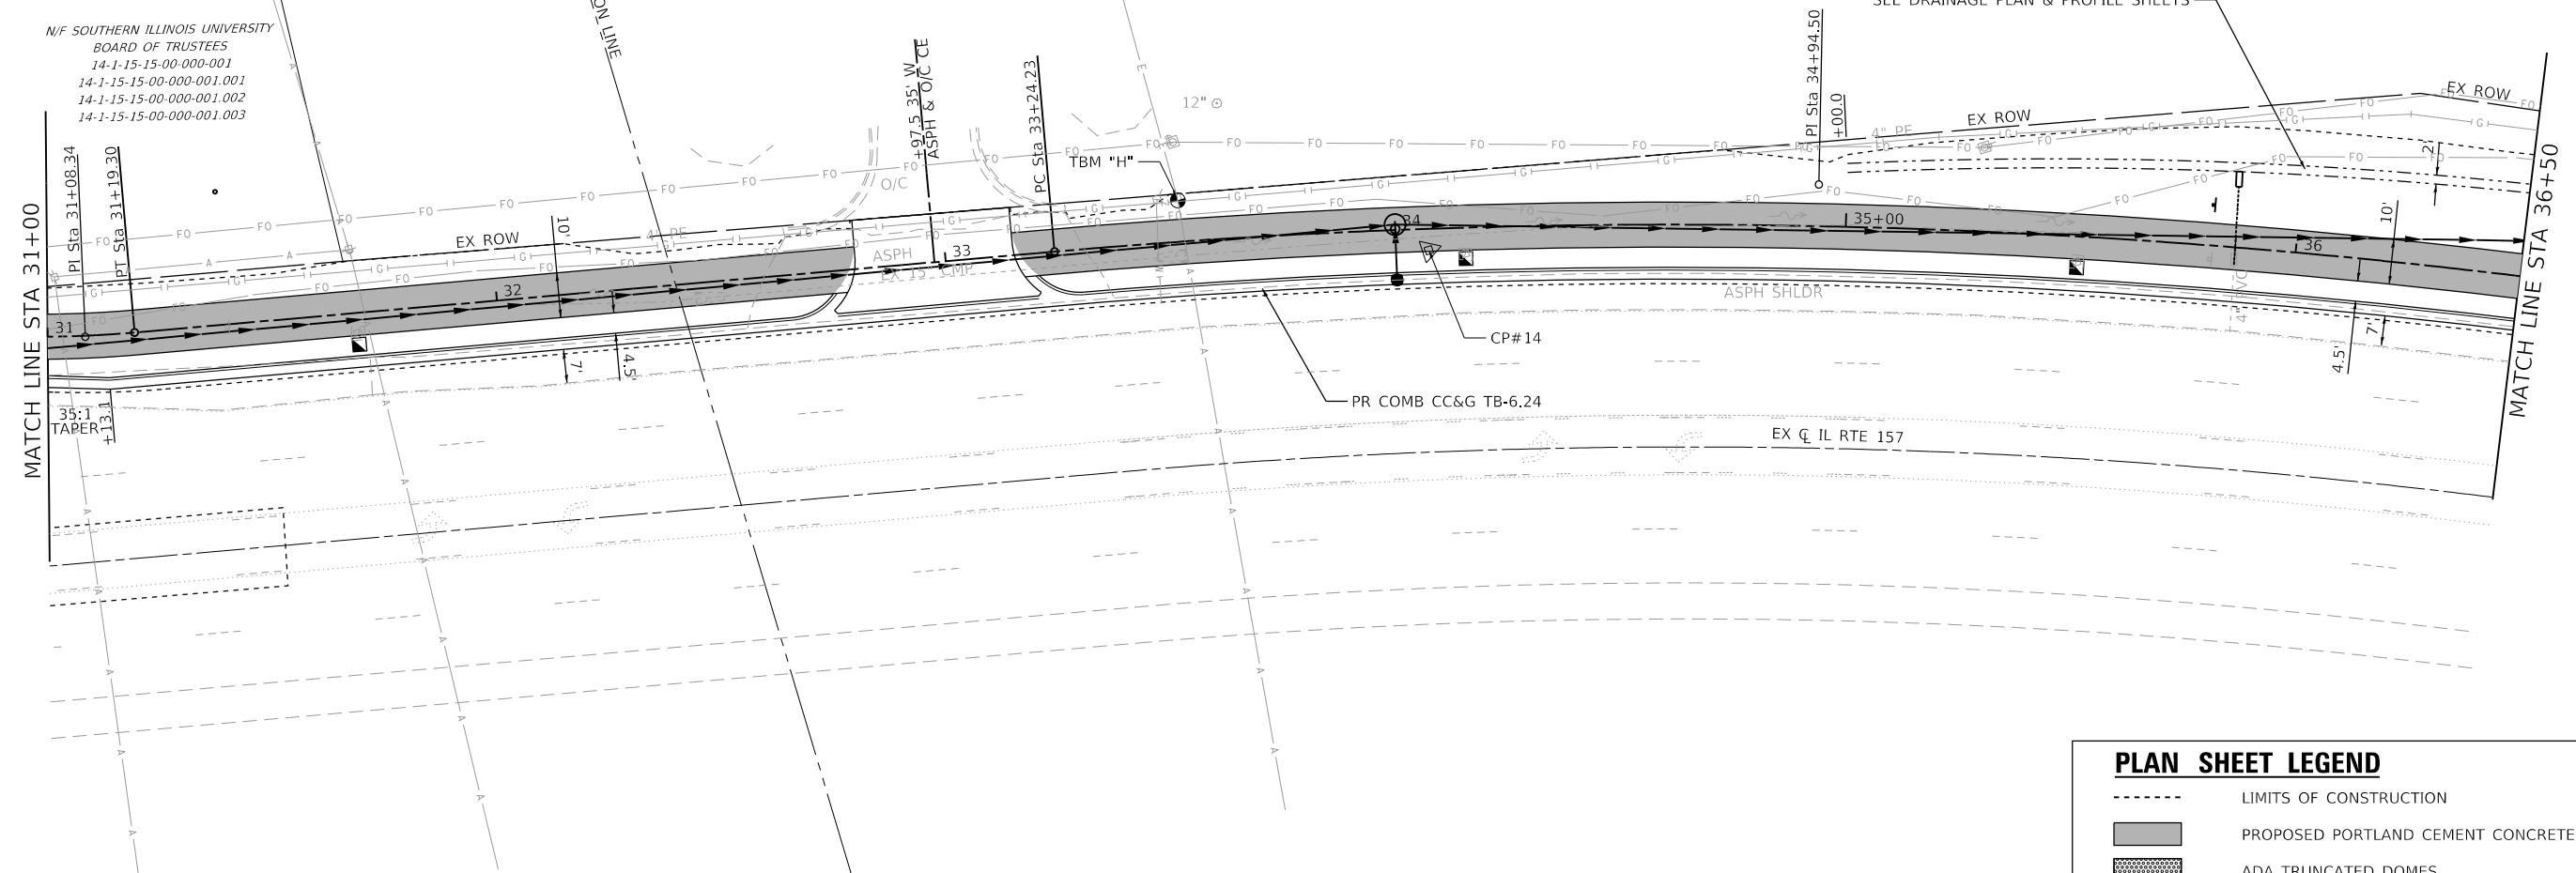 N/F SOUTHERN ILLINOIS UNIVERSITY
BOARD OF TRUSTEES
14-1-15-15-00-000-001
14-1-15-15-00-000-001.001
14-1-15-15-00-000-001.002
14-1-15-15-00-000-001.003
ON LINE
SEE DRAINAGE PLAN & PROFILE SHEETS
MATCH LINE STA 31+00
PI Sta 31+08.34
PT Sta 31+19.30
+97.5 35' W
ASPH & O/C CE
PC Sta 33+24.23
TBM "H"
12"
PI Sta 34+94.50
+00.0
4" PE
EX ROW
EX ROW
2'
MATCH LINE STA 36+50
EX ROW
10'
4" PE
O/C
ASPH
EX 15" CMP
31
32
33
34
35+00
36
10'
4" PVC
7'
4.5'
7'
4.5'
35:1
TAPER
+13.1
CP#14
ASPH SHLDR
PR COMB CC&G TB-6.24
EX ℄ IL RTE 157
PLAN SHEET LEGEND
LIMITS OF CONSTRUCTION
PROPOSED PORTLAND CEMENT CONCRETE
ADA TRUNCATED DOMES